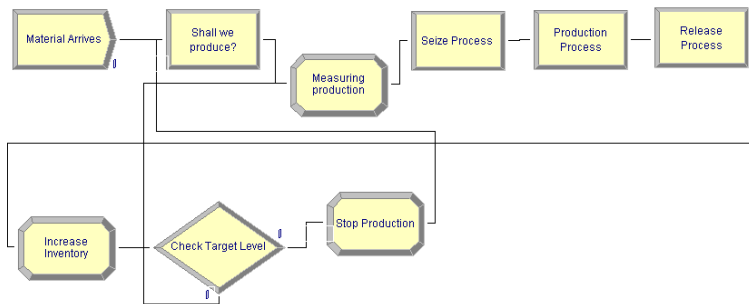 Material Arrives
Shall we
produce?
Measuring
production
Seize Process
Production
Process
Release
Process
Increase
Inventory
Check Target Level
Stop Production
0
0
0